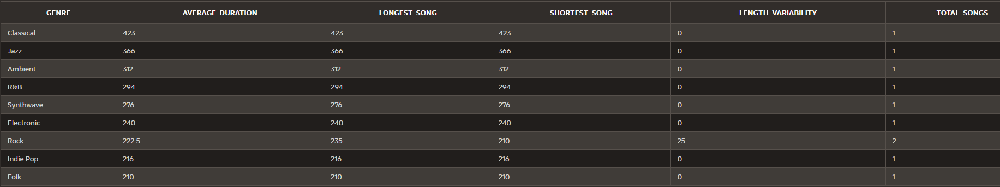 GENRE AVERAGE_DURATION LONGEST_SONG SHORTEST_SONG LENGTH_VARIABILITY TOTAL_SONGS
Classical 423 423 423 0 1
Jazz 366 366 366 0 1
Ambient 312 312 312 0 1
R&B 294 294 294 0 1
Synthwave 276 276 276 0 1
Electronic 240 240 240 0 1
Rock 222.5 235 210 25 2
Indie Pop 216 216 216 0 1
Folk 210 210 210 0 1